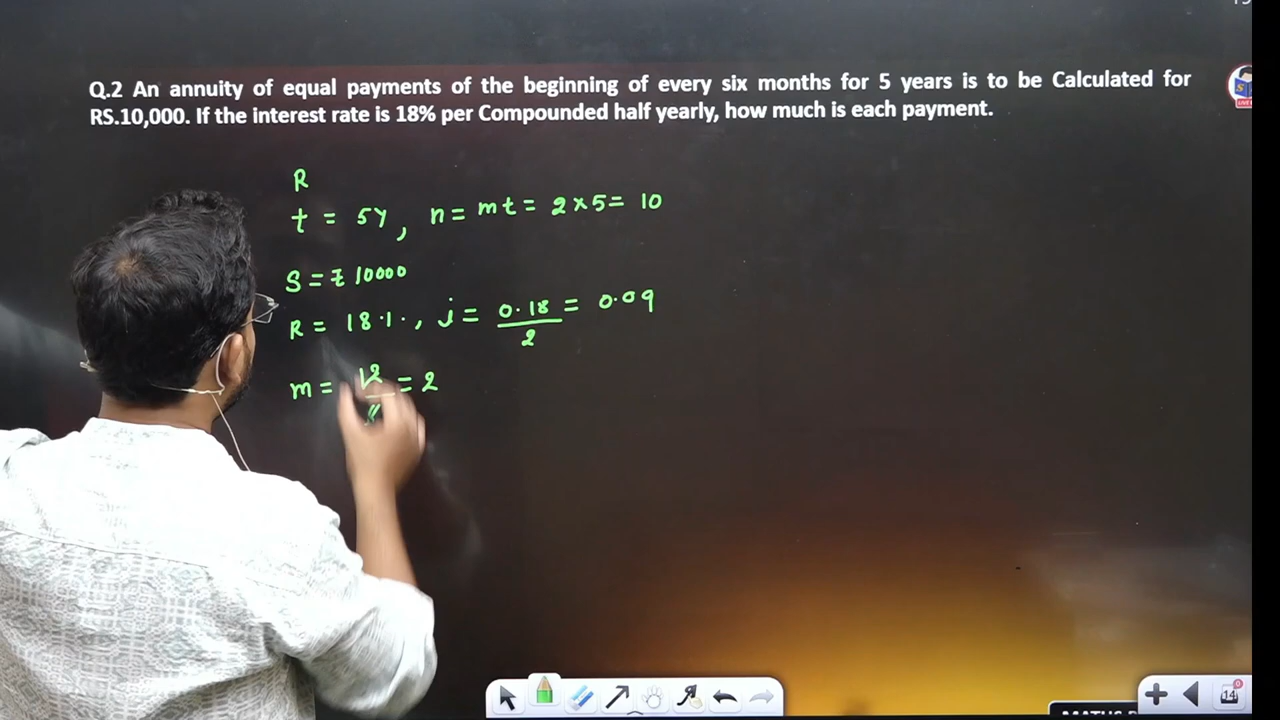 Q.2 An annuity of equal payments of the beginning of every six months for 5 years is to be Calculated for
RS.10,000. If the interest rate is 18% per Compounded half yearly, how much is each payment.
R
t = 5Y, n = mt = 2 × 5 = 10
S = ₹ 10000
R = 18%, j = 0.18/2 = 0.09
m = 12/ = 2
14